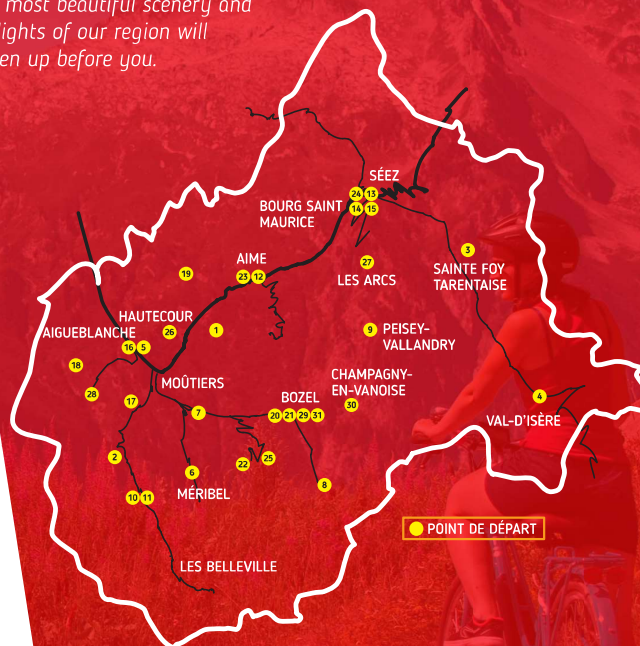 most beautiful scenery and
lights of our region will
en up before you.
SÉEZ
24 13
14 15
BOURG SAINT
MAURICE
3
SAINTE FOY
TARENTAISE
AIME
23 12
27
LES ARCS
19
HAUTECOUR
26
1
9
PEISEY-
VALLANDRY
AIGUEBLANCHE
16 5
18
28
MOÛTIERS
17
7
BOZEL
20 21 29 31
CHAMPAGNY-
EN-VANOISE
30
4
VAL-D'ISÈRE
2
6
MÉRIBEL
22
25
8
10 11
LES BELLEVILLE
POINT DE DÉPART